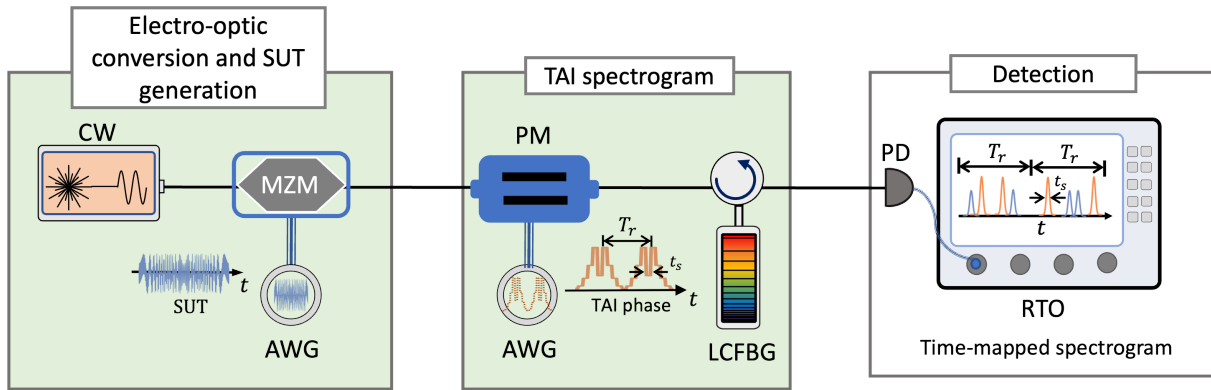 Electro-optic
conversion and SUT
generation
CW
MZM
SUT
t
AWG
TAI spectrogram
PM
T_r
t_s
TAI phase
t
AWG
LCFBG
Detection
PD
T_r T_r
t_s
t
RTO
Time-mapped spectrogram